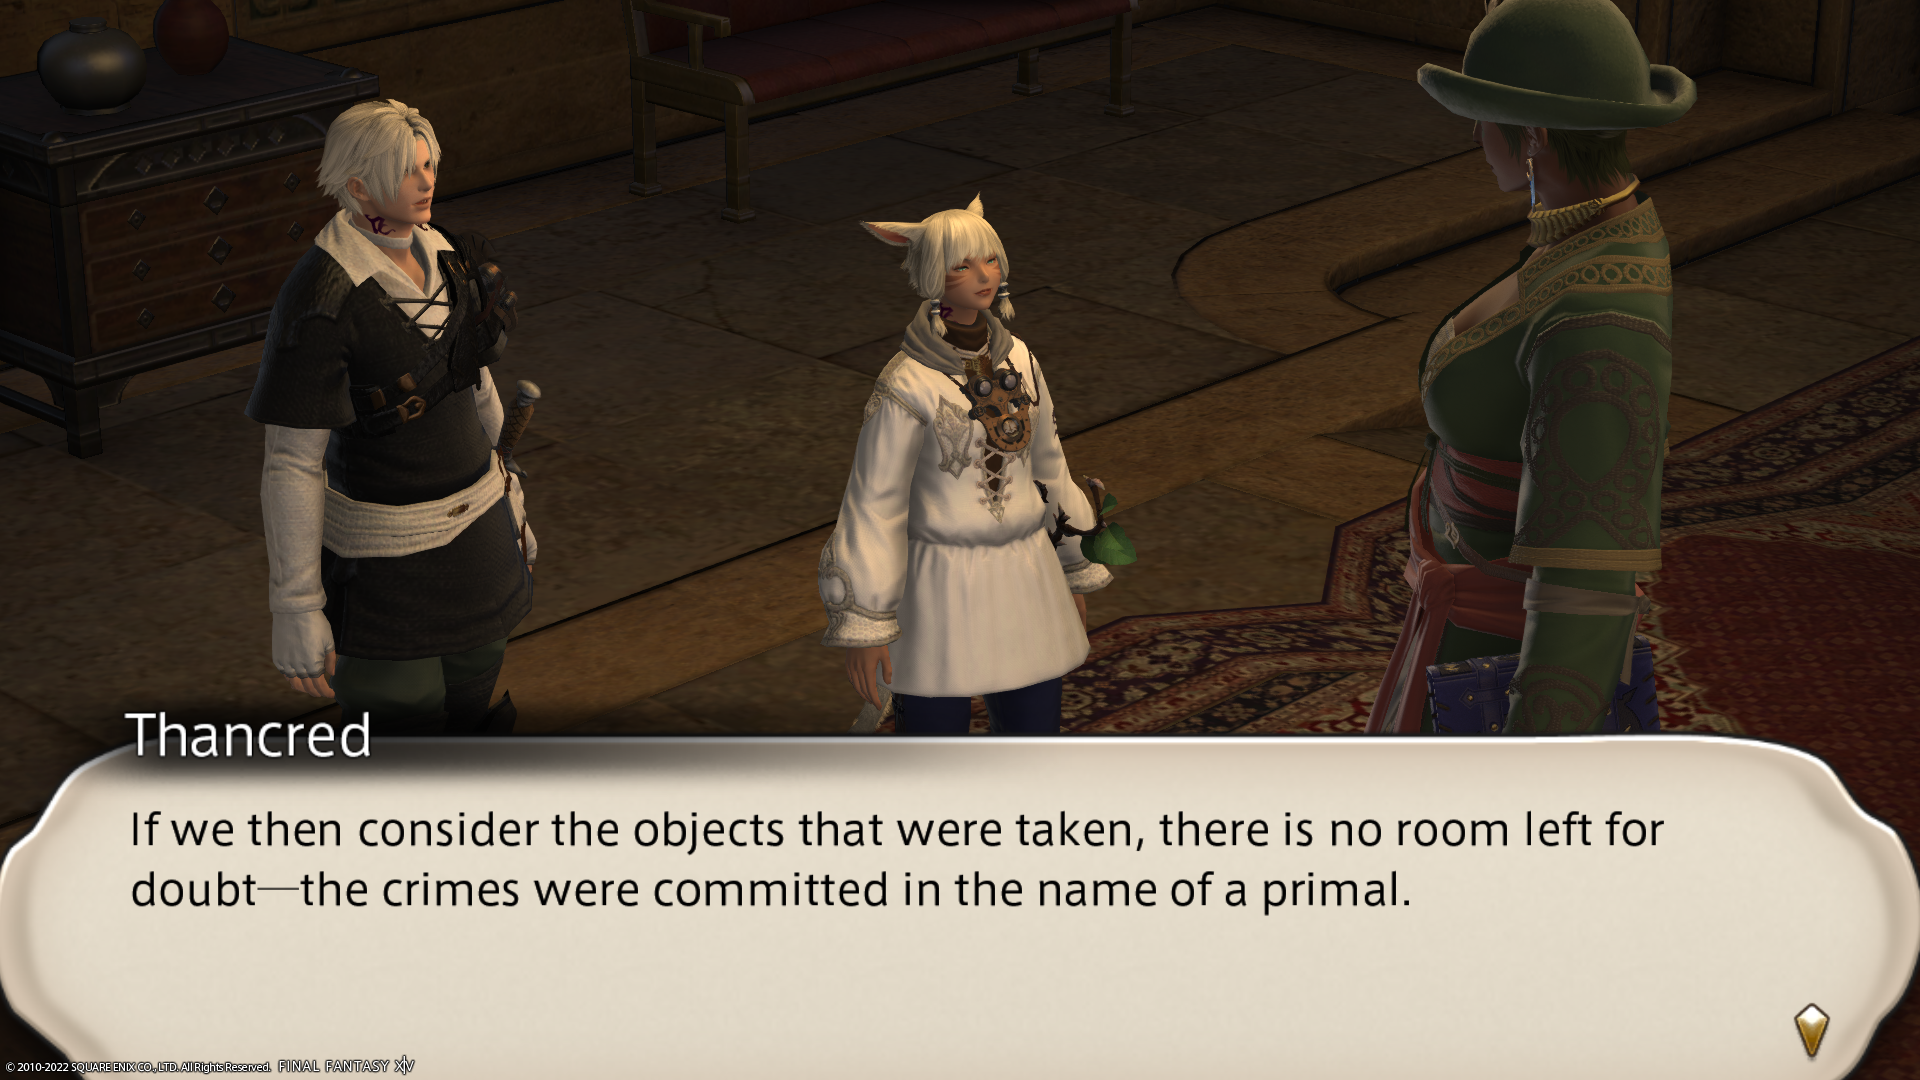 Thancred
If we then consider the objects that were taken, there is no room left for
doubt—the crimes were committed in the name of a primal.
© 2010-2022 SQUARE ENIX CO., LTD. All Rights Reserved. FINAL FANTASY XIV